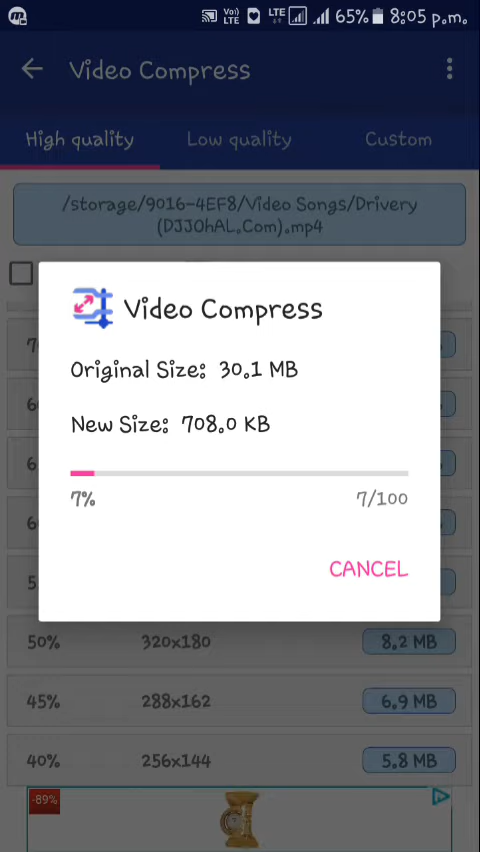 Vo)) LTE LTE 65% 8:05 p.m.
Video Compress
High quality Low quality Custom
/storage/9016-4EF8/Video Songs/Drivery
(DJJOhAL.Com).mp4
Video Compress
Original Size: 30.1 MB
New Size: 708.0 KB
7% 7/100
CANCEL
50% 320x180 8.2 MB
45% 288x162 6.9 MB
40% 256x144 5.8 MB
-89%